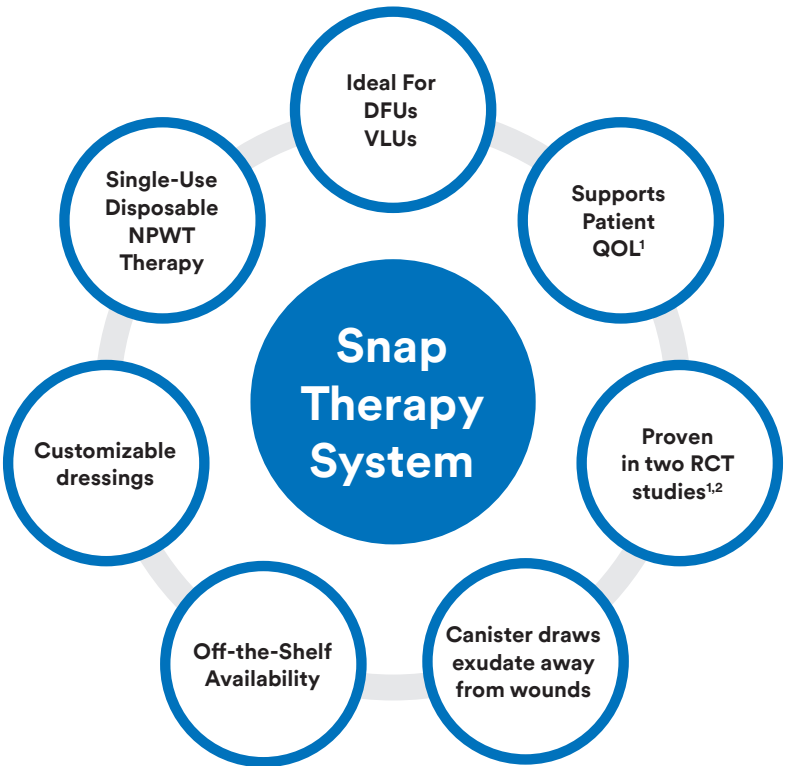 Ideal For
DFUs
VLUs
Supports
Patient
QOL¹
Proven
in two RCT
studies¹,²
Canister draws
exudate away
from wounds
Off-the-Shelf
Availability
Customizable
dressings
Single-Use
Disposable
NPWT
Therapy
Snap
Therapy
System